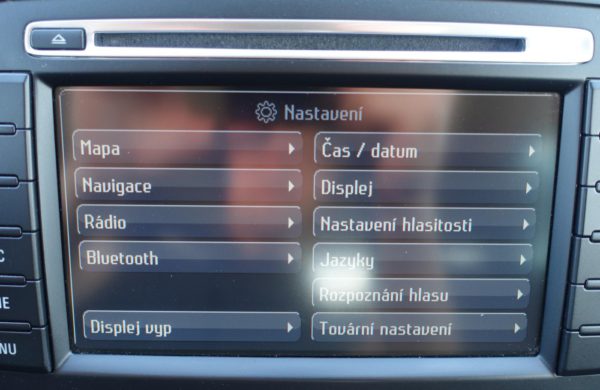 Nastavení
Mapa
Čas / datum
Navigace
Displej
Rádio
Nastavení hlasitosti
Bluetooth
Jazyky
Rozpoznání hlasu
Displej vyp
Tovární nastavení